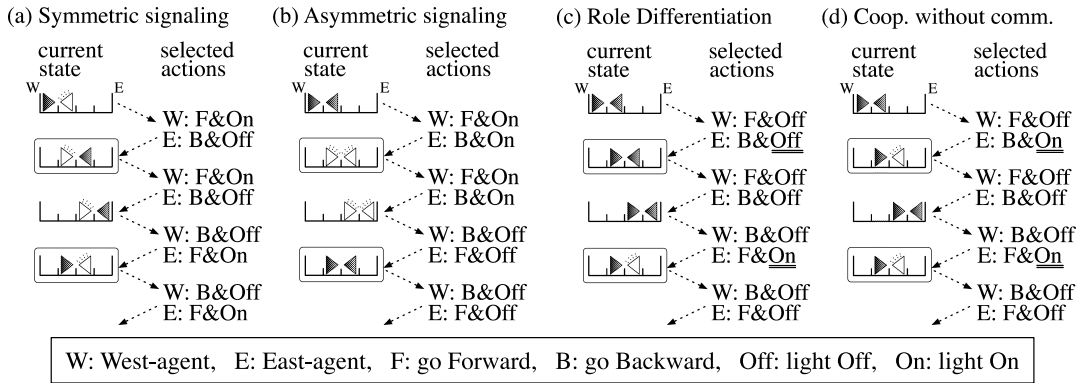 (a) Symmetric signaling
current state
selected actions
W
E
W: F&On
E: B&Off
W: F&On
E: B&Off
W: B&Off
E: F&On
W: B&Off
E: F&On
(b) Asymmetric signaling
current state
selected actions
W: F&On
E: B&On
W: F&On
E: B&On
W: B&Off
E: F&Off
W: B&Off
E: F&Off
(c) Role Differentiation
current state
selected actions
W
E
W: F&Off
E: B&Off
W: F&Off
E: B&Off
W: B&Off
E: F&On
W: B&Off
E: F&Off
(d) Coop. without comm.
current state
selected actions
W
E
W: F&Off
E: B&On
W: F&Off
E: B&Off
W: B&Off
E: F&On
W: B&Off
E: F&Off
W: West-agent, E: East-agent, F: go Forward, B: go Backward, Off: light Off, On: light On